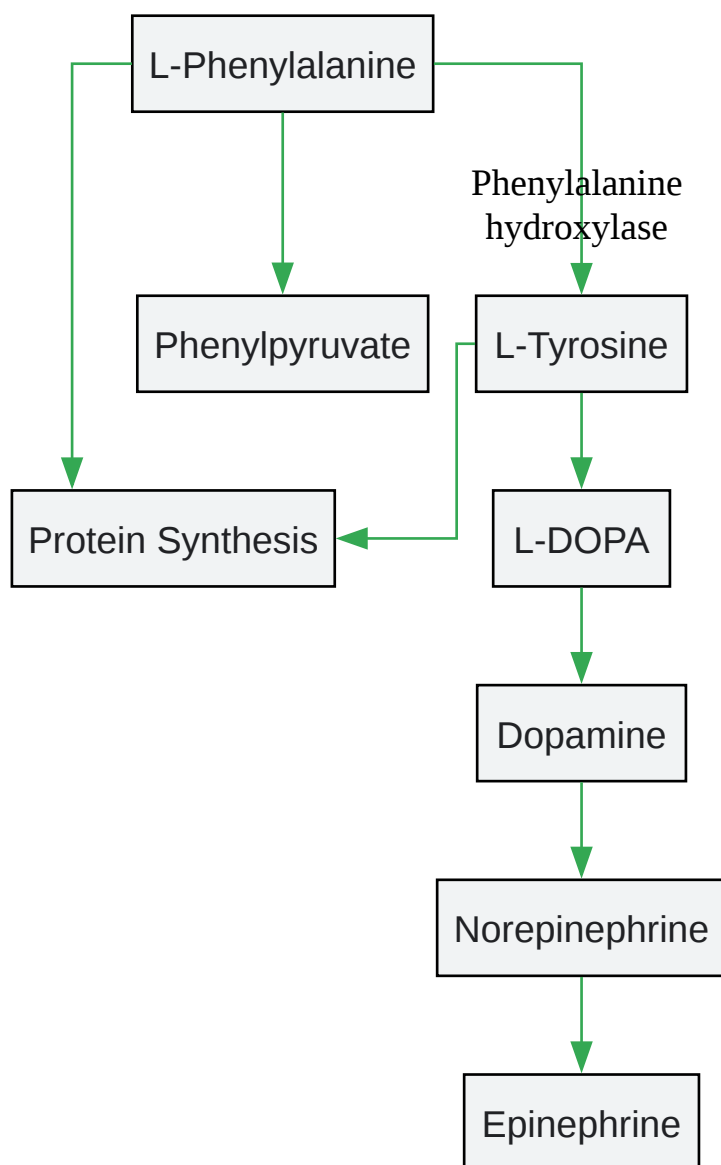 L-Phenylalanine
Phenylalanine
hydroxylase
Phenylpyruvate
L-Tyrosine
Protein Synthesis
L-DOPA
Dopamine
Norepinephrine
Epinephrine